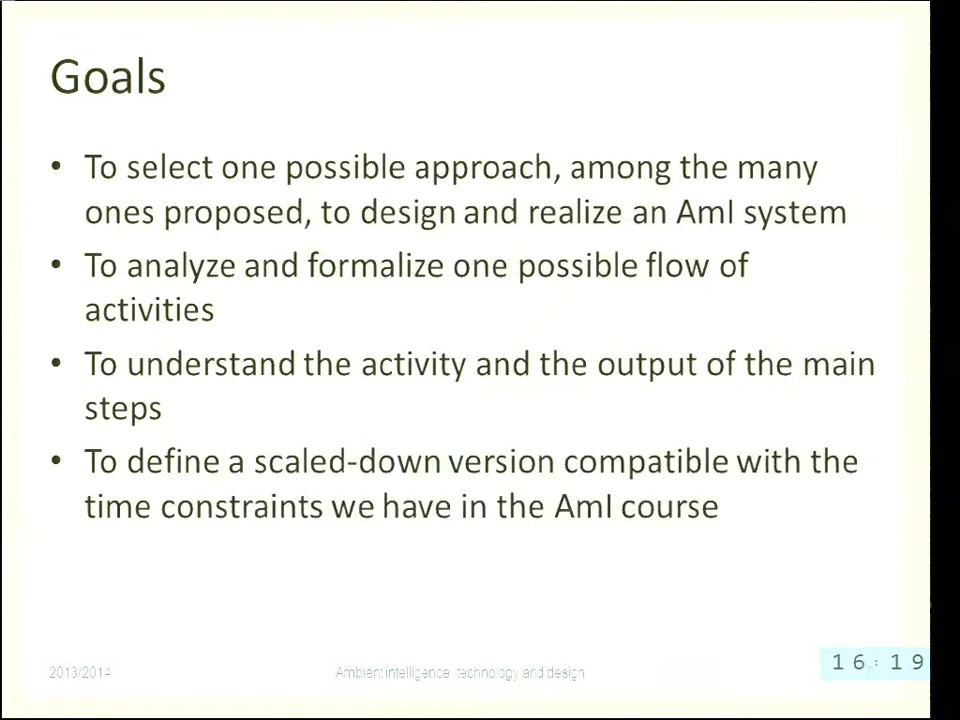 Goals
• To select one possible approach, among the many
ones proposed, to design and realize an AmI system
• To analyze and formalize one possible flow of
activities
• To understand the activity and the output of the main
steps
• To define a scaled-down version compatible with the
time constraints we have in the AmI course
2013/2014
Ambient intelligence: technology and design
16:19